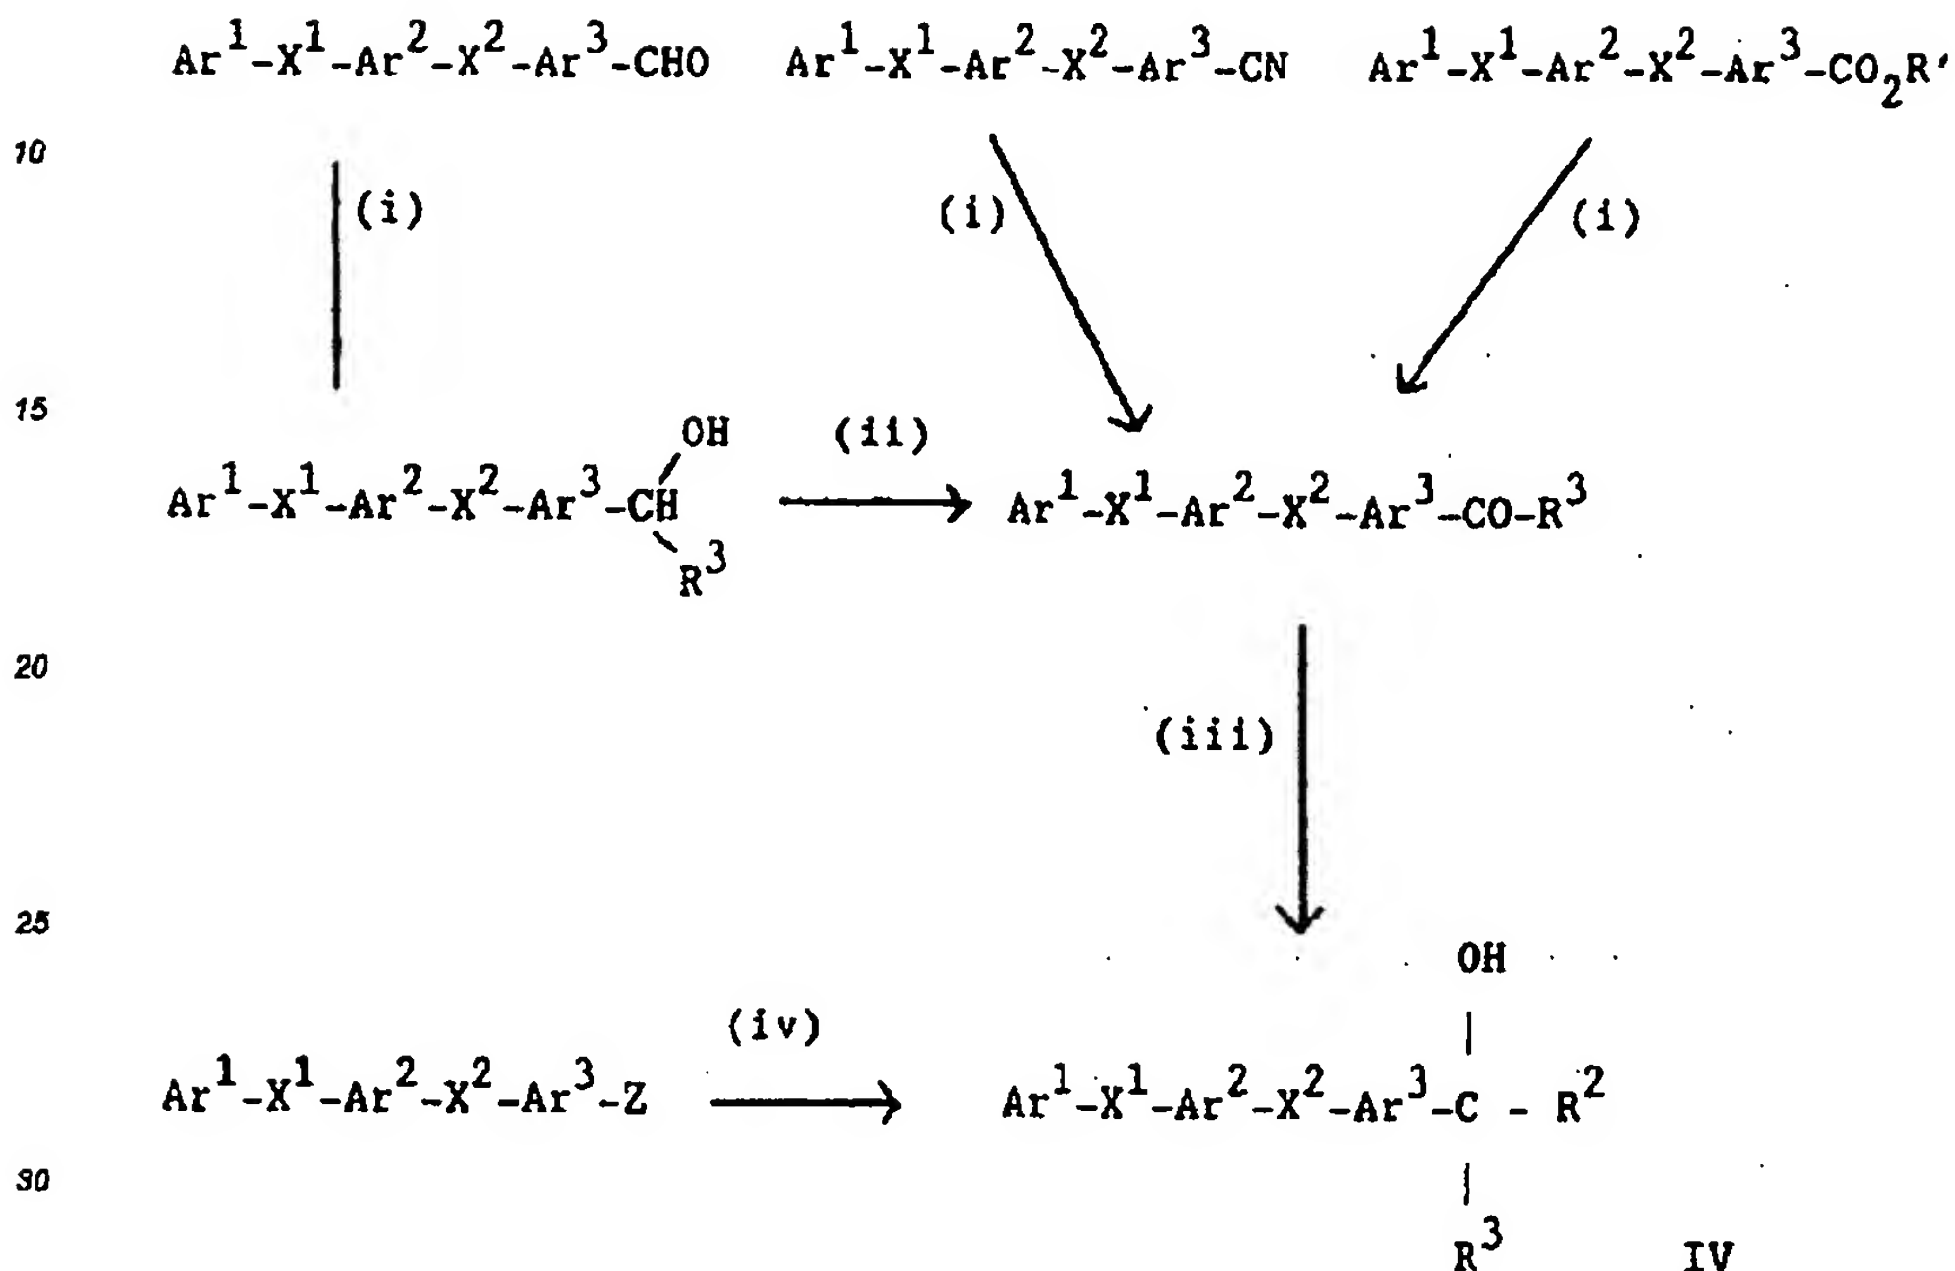 Ar¹-X¹-Ar²-X²-Ar³-CHO Ar¹-X¹-Ar²-X²-Ar³-CN Ar¹-X¹-Ar²-X²-Ar³-CO₂R'
10
(i) (i) (i)
15
OH (ii)
Ar¹-X¹-Ar²-X²-Ar³-CH Ar¹-X¹-Ar²-X²-Ar³-CO-R³
R³
20
(iii)
25
OH
(iv)
Ar¹-X¹-Ar²-X²-Ar³-Z Ar¹-X¹-Ar²-X²-Ar³-C - R²
30
R³ IV